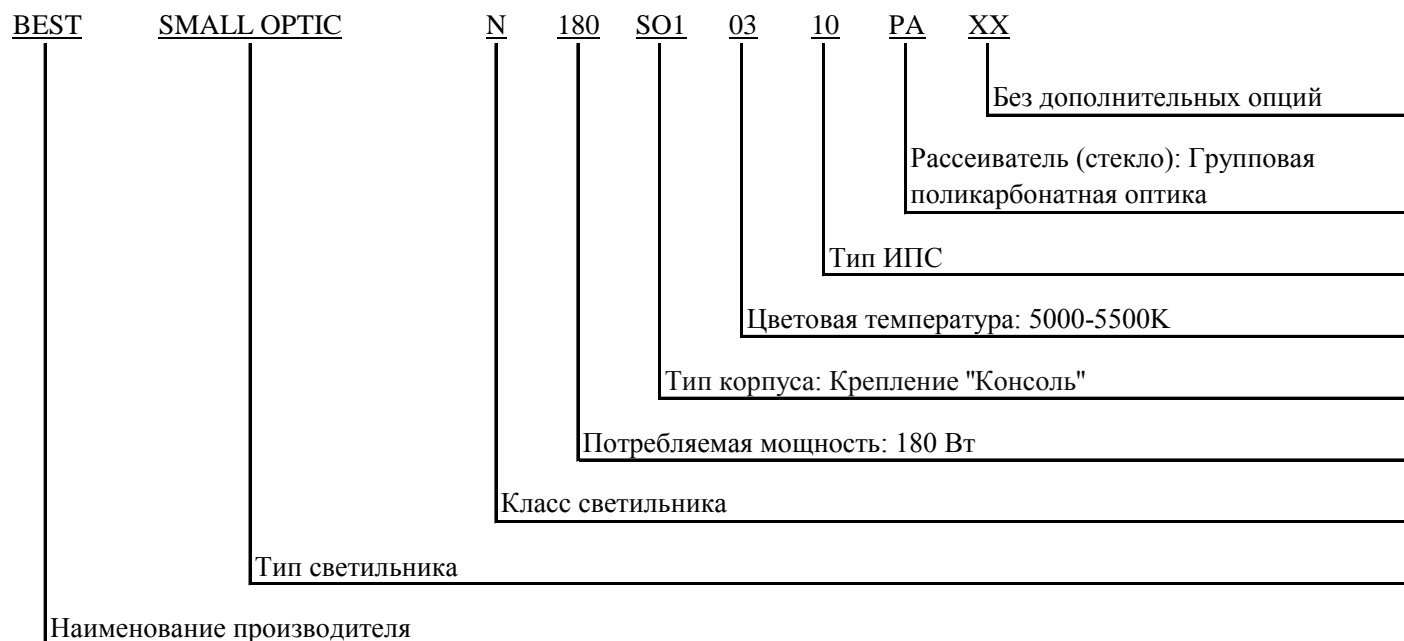 BEST SMALL OPTIC N 180 SO1 03 10 PA XX
Без дополнительных опций
Рассеиватель (стекло): Групповая
поликарбонатная оптика
Тип ИПС
Цветовая температура: 5000-5500К
Тип корпуса: Крепление "Консоль"
Потребляемая мощность: 180 Вт
Класс светильника
Тип светильника
Наименование производителя